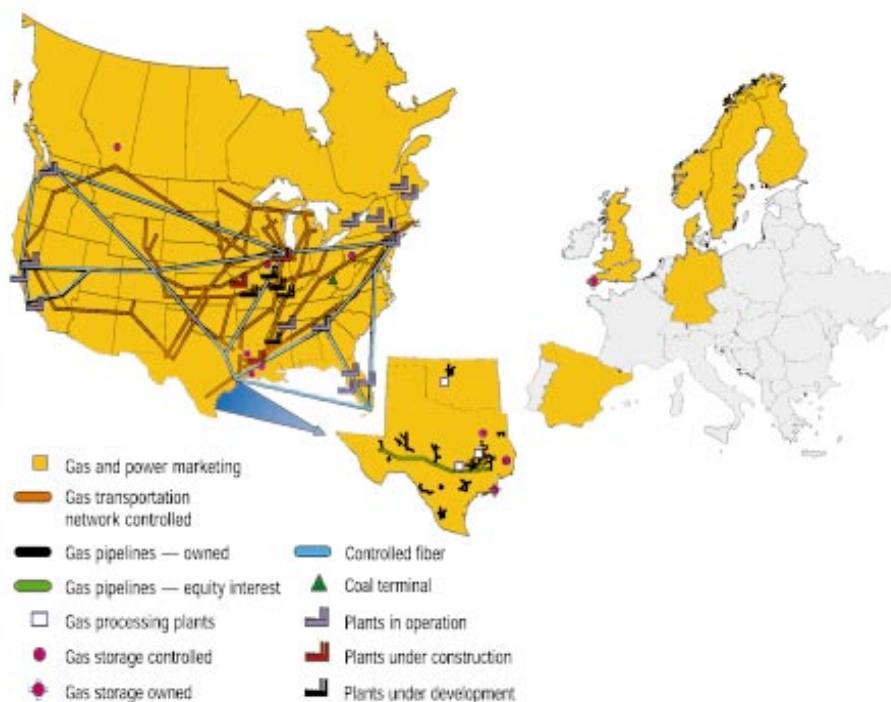 Gas and power marketing
Gas transportation
network controlled
Gas pipelines — owned
Gas pipelines — equity interest
Gas processing plants
Gas storage controlled
Gas storage owned
Controlled fiber
Coal terminal
Plants in operation
Plants under construction
Plants under development